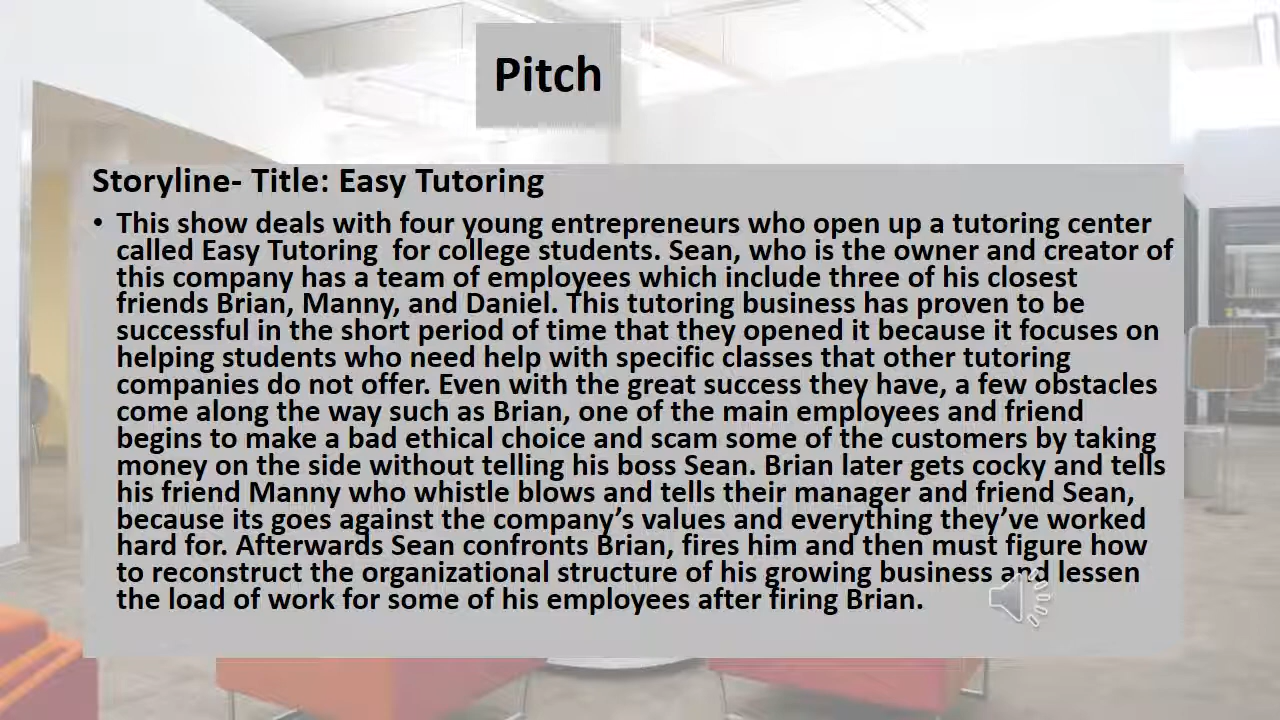 Pitch
Storyline- Title: Easy Tutoring
• This show deals with four young entrepreneurs who open up a tutoring center
called Easy Tutoring  for college students. Sean, who is the owner and creator of
this company has a team of employees which include three of his closest
friends Brian, Manny, and Daniel. This tutoring business has proven to be
successful in the short period of time that they opened it because it focuses on
helping students who need help with specific classes that other tutoring
companies do not offer. Even with the great success they have, a few obstacles
come along the way such as Brian, one of the main employees and friend
begins to make a bad ethical choice and scam some of the customers by taking
money on the side without telling his boss Sean. Brian later gets cocky and tells
his friend Manny who whistle blows and tells their manager and friend Sean,
because its goes against the company’s values and everything they’ve worked
hard for. Afterwards Sean confronts Brian, fires him and then must figure how
to reconstruct the organizational structure of his growing business and lessen
the load of work for some of his employees after firing Brian.